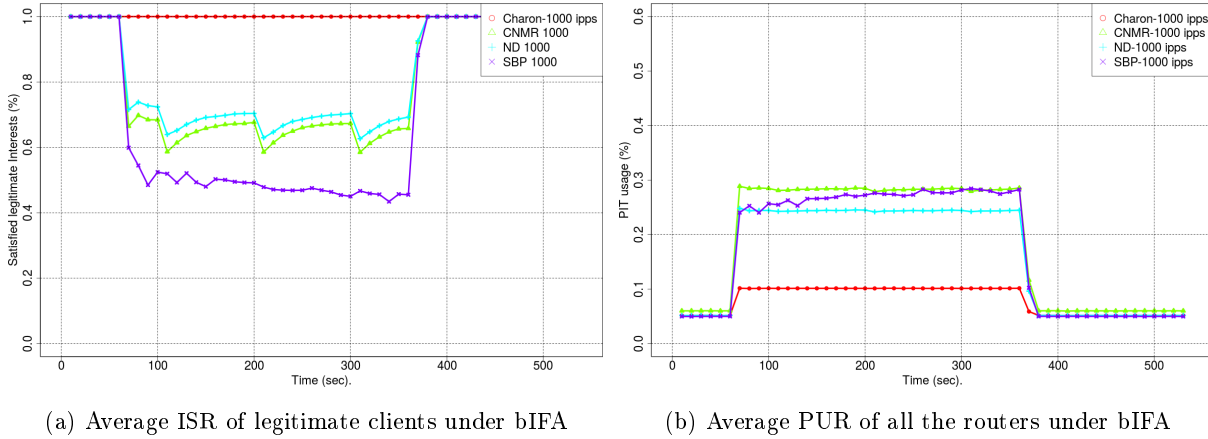 Satisfied legitimate Interests (%)
1.0
0.8
0.6
0.4
0.2
0.0
Charon-1000 ipps
CNMR 1000
ND 1000
SBP 1000
0
100
200
300
400
500
Time (sec).
(a) Average ISR of legitimate clients under bIFA
PIT usage (%)
0.6
0.5
0.4
0.3
0.2
0.1
0.0
Charon-1000 ipps
CNMR-1000 ipps
ND-1000 ipps
SBP-1000 ipps
0
100
200
300
400
500
Time (sec).
(b) Average PUR of all the routers under bIFA